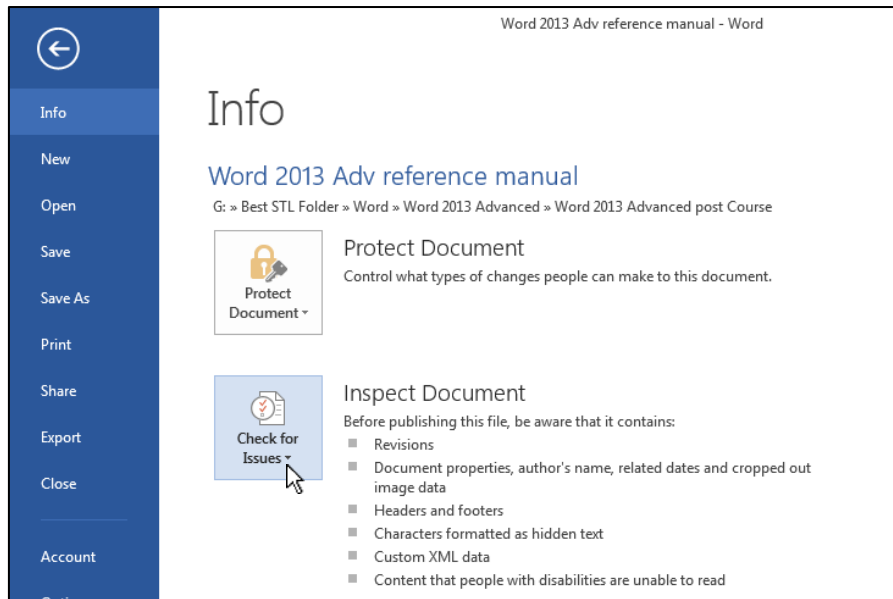 Word 2013 Adv reference manual - Word
Info
New
Open
Save
Save As
Print
Share
Export
Close
Account
Info
Word 2013 Adv reference manual
G: » Best STL Folder » Word » Word 2013 Advanced » Word 2013 Advanced post Course
Protect
Document
Protect Document
Control what types of changes people can make to this document.
Check for
Issues
Inspect Document
Before publishing this file, be aware that it contains:
Revisions
Document properties, author's name, related dates and cropped out
image data
Headers and footers
Characters formatted as hidden text
Custom XML data
Content that people with disabilities are unable to read